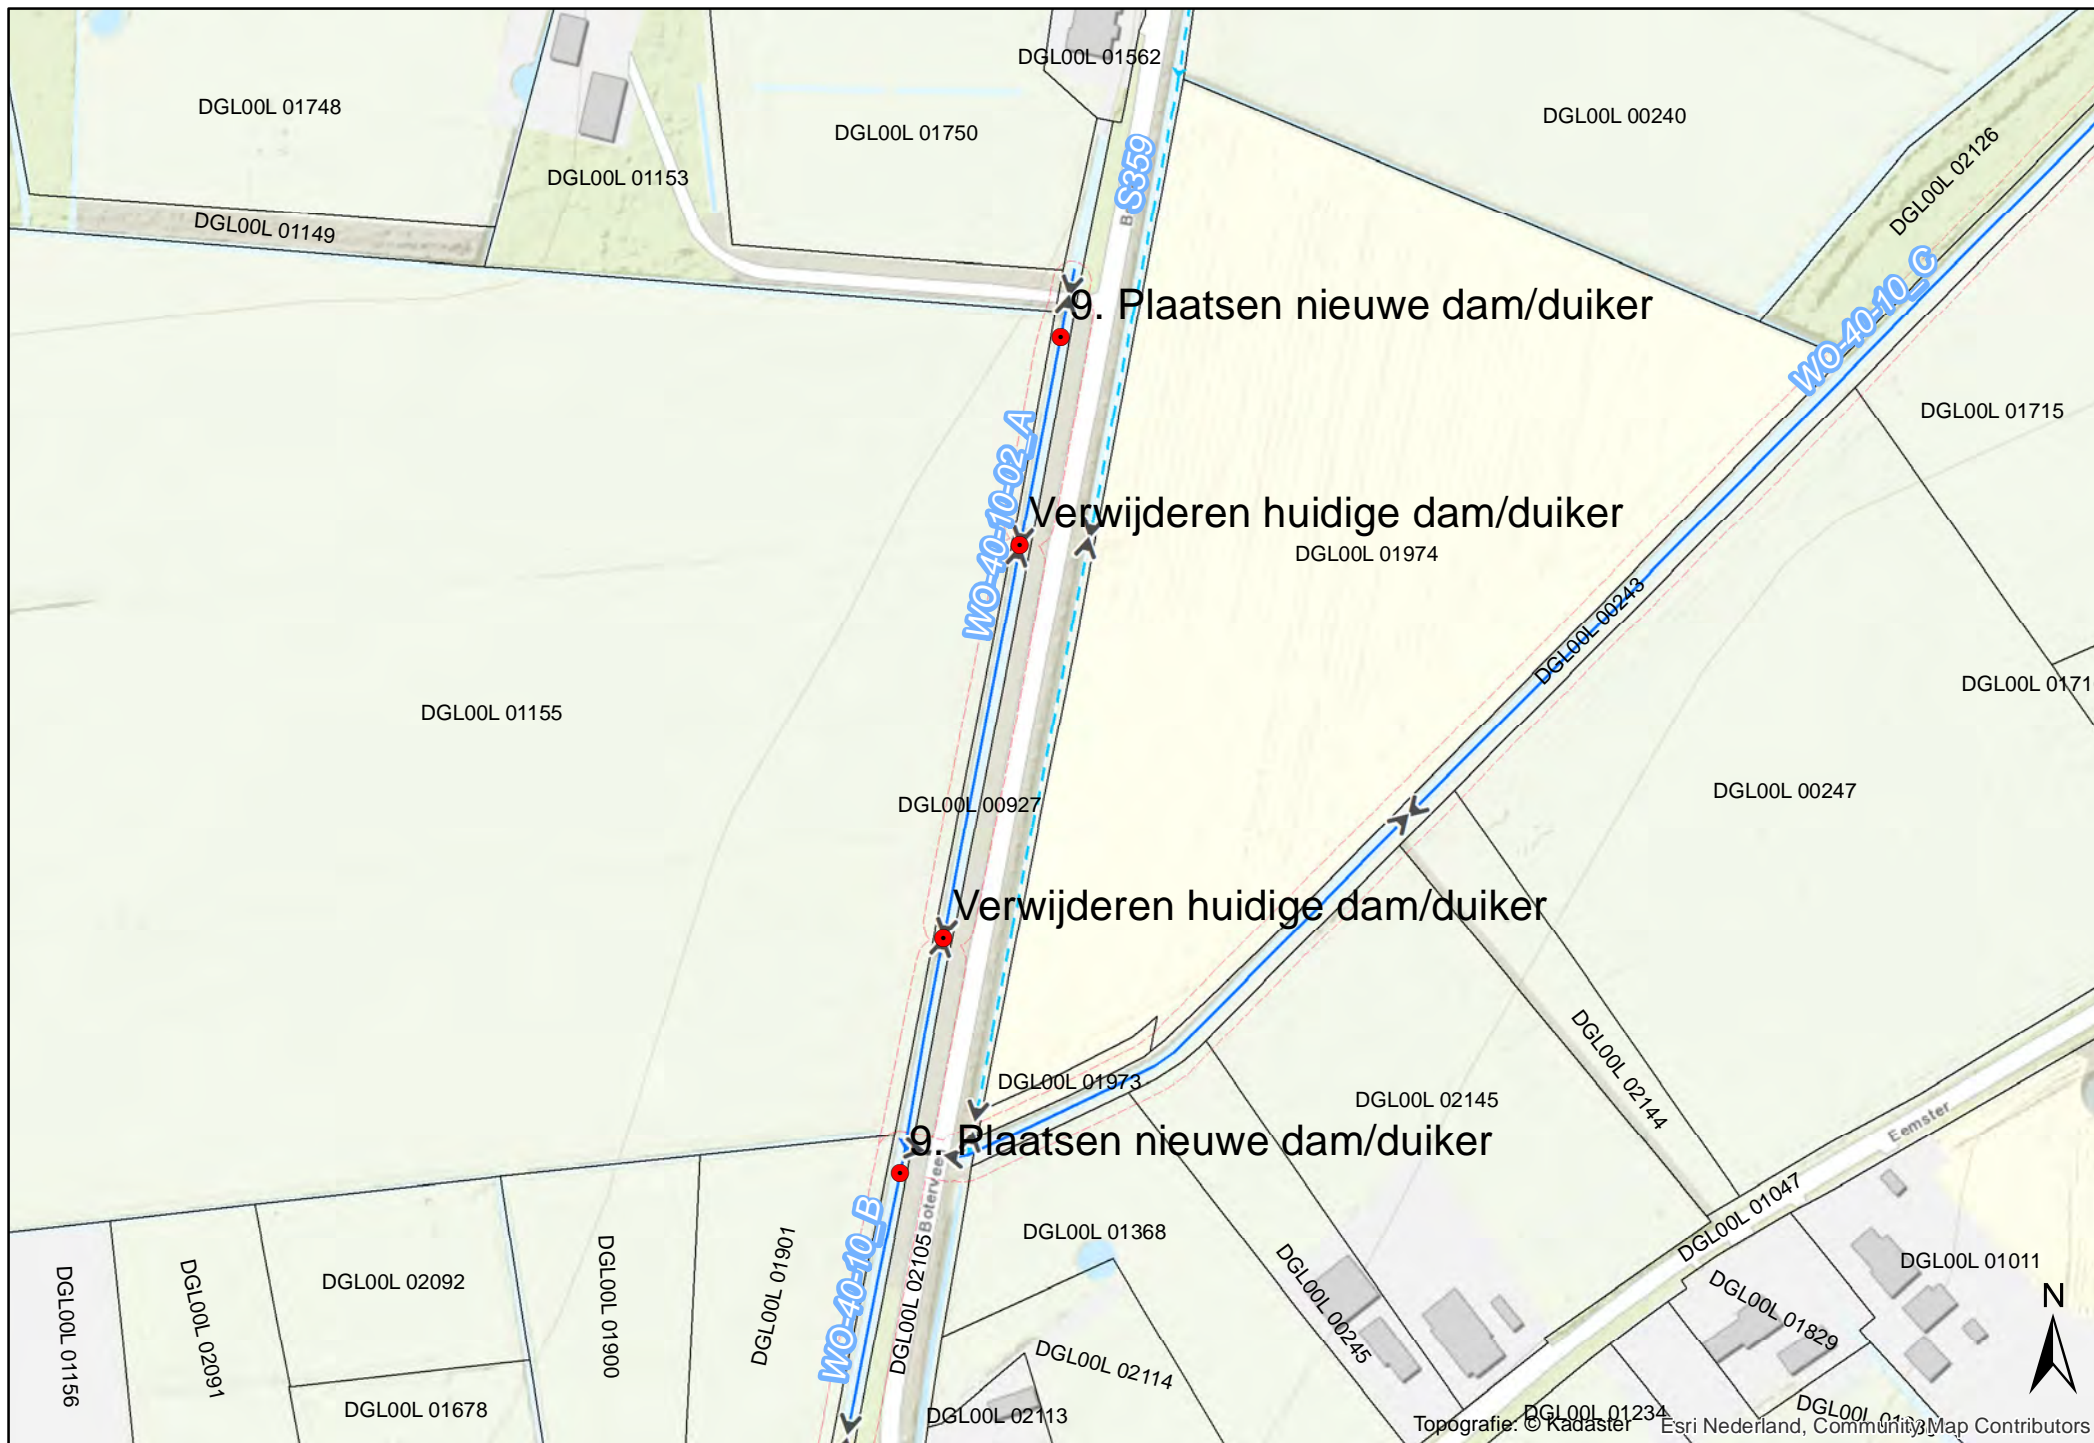 DGL00L 01562
DGL00L 01748
DGL00L 01750
DGL00L 00240
DGL00L 02126
DGL00L 01153
S359
B
DGL00L 01149
WO-40-10_C
9. Plaatsen nieuwe dam/duiker
DGL00L 01715
WO-40-10-02_A
Verwijderen huidige dam/duiker
DGL00L 01974
DGL00L 00243
DGL00L 0171
DGL00L 01155
DGL00L 00247
DGL00L 00927
Verwijderen huidige dam/duiker
DGL00L 01973
DGL00L 02145
DGL00L 02144
Eemster
9. Plaatsen nieuwe dam/duiker
Botervee
WO-40-10_B
DGL00L 02105
DGL00L 01368
DGL00L 01047
DGL00L 01011
DGL00L 01156
DGL00L 02091
DGL00L 02092
DGL00L 01900
DGL00L 01901
DGL00L 00245
DGL00L 01829
N
DGL00L 02114
DGL00L 01678
DGL00L 02113
DGL00L 01234
DGL00L
Topografie: © Kadaster
Esri Nederland, Community Map Contributors